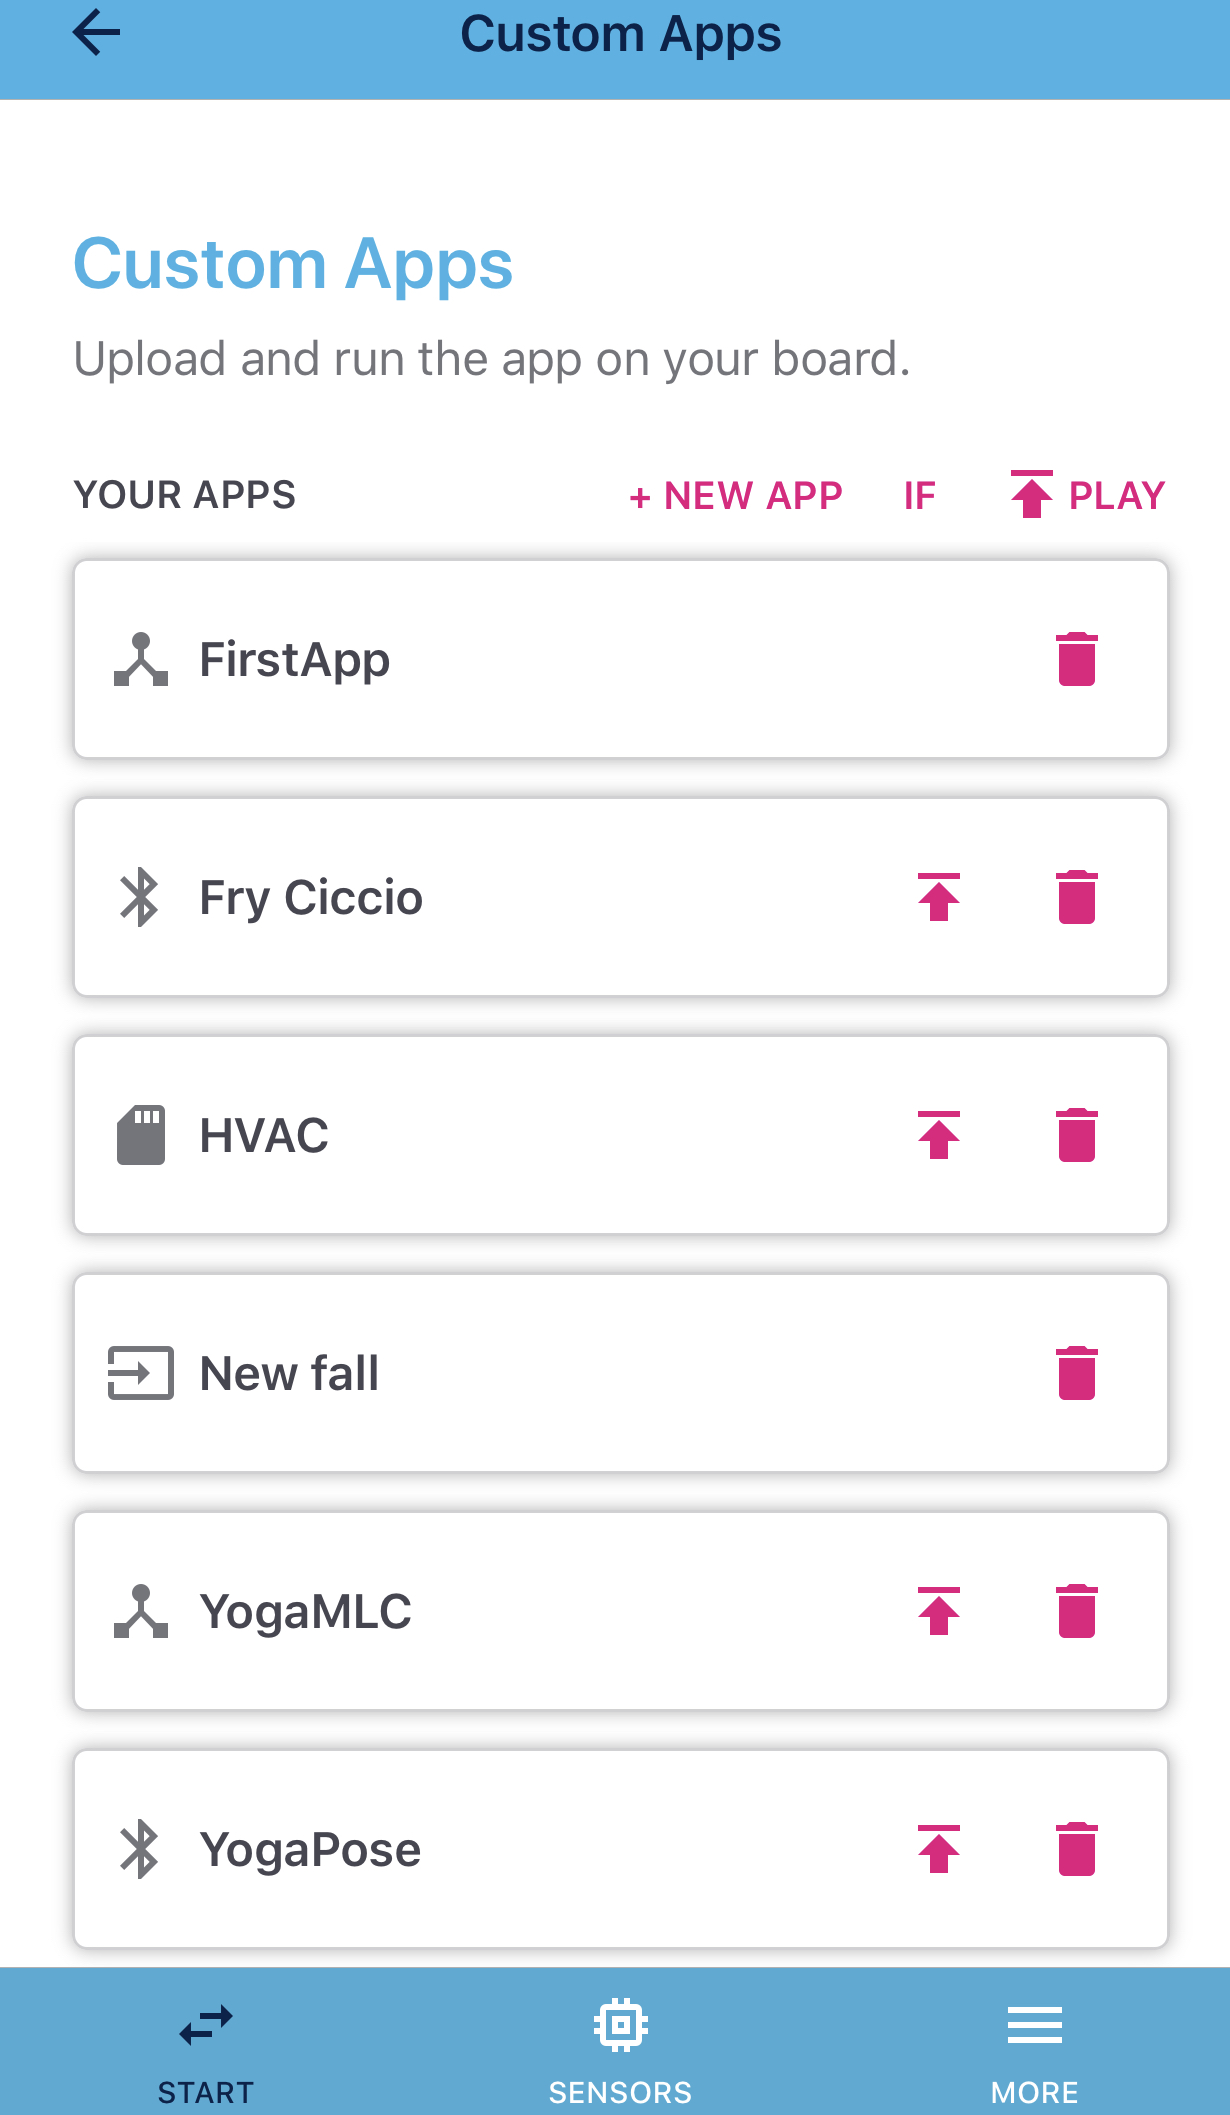 Custom Apps
Custom Apps
Upload and run the app on your board.
YOUR APPS + NEW APP IF PLAY
FirstApp
Fry Ciccio
HVAC
New fall
YogaMLC
YogaPose
START SENSORS MORE